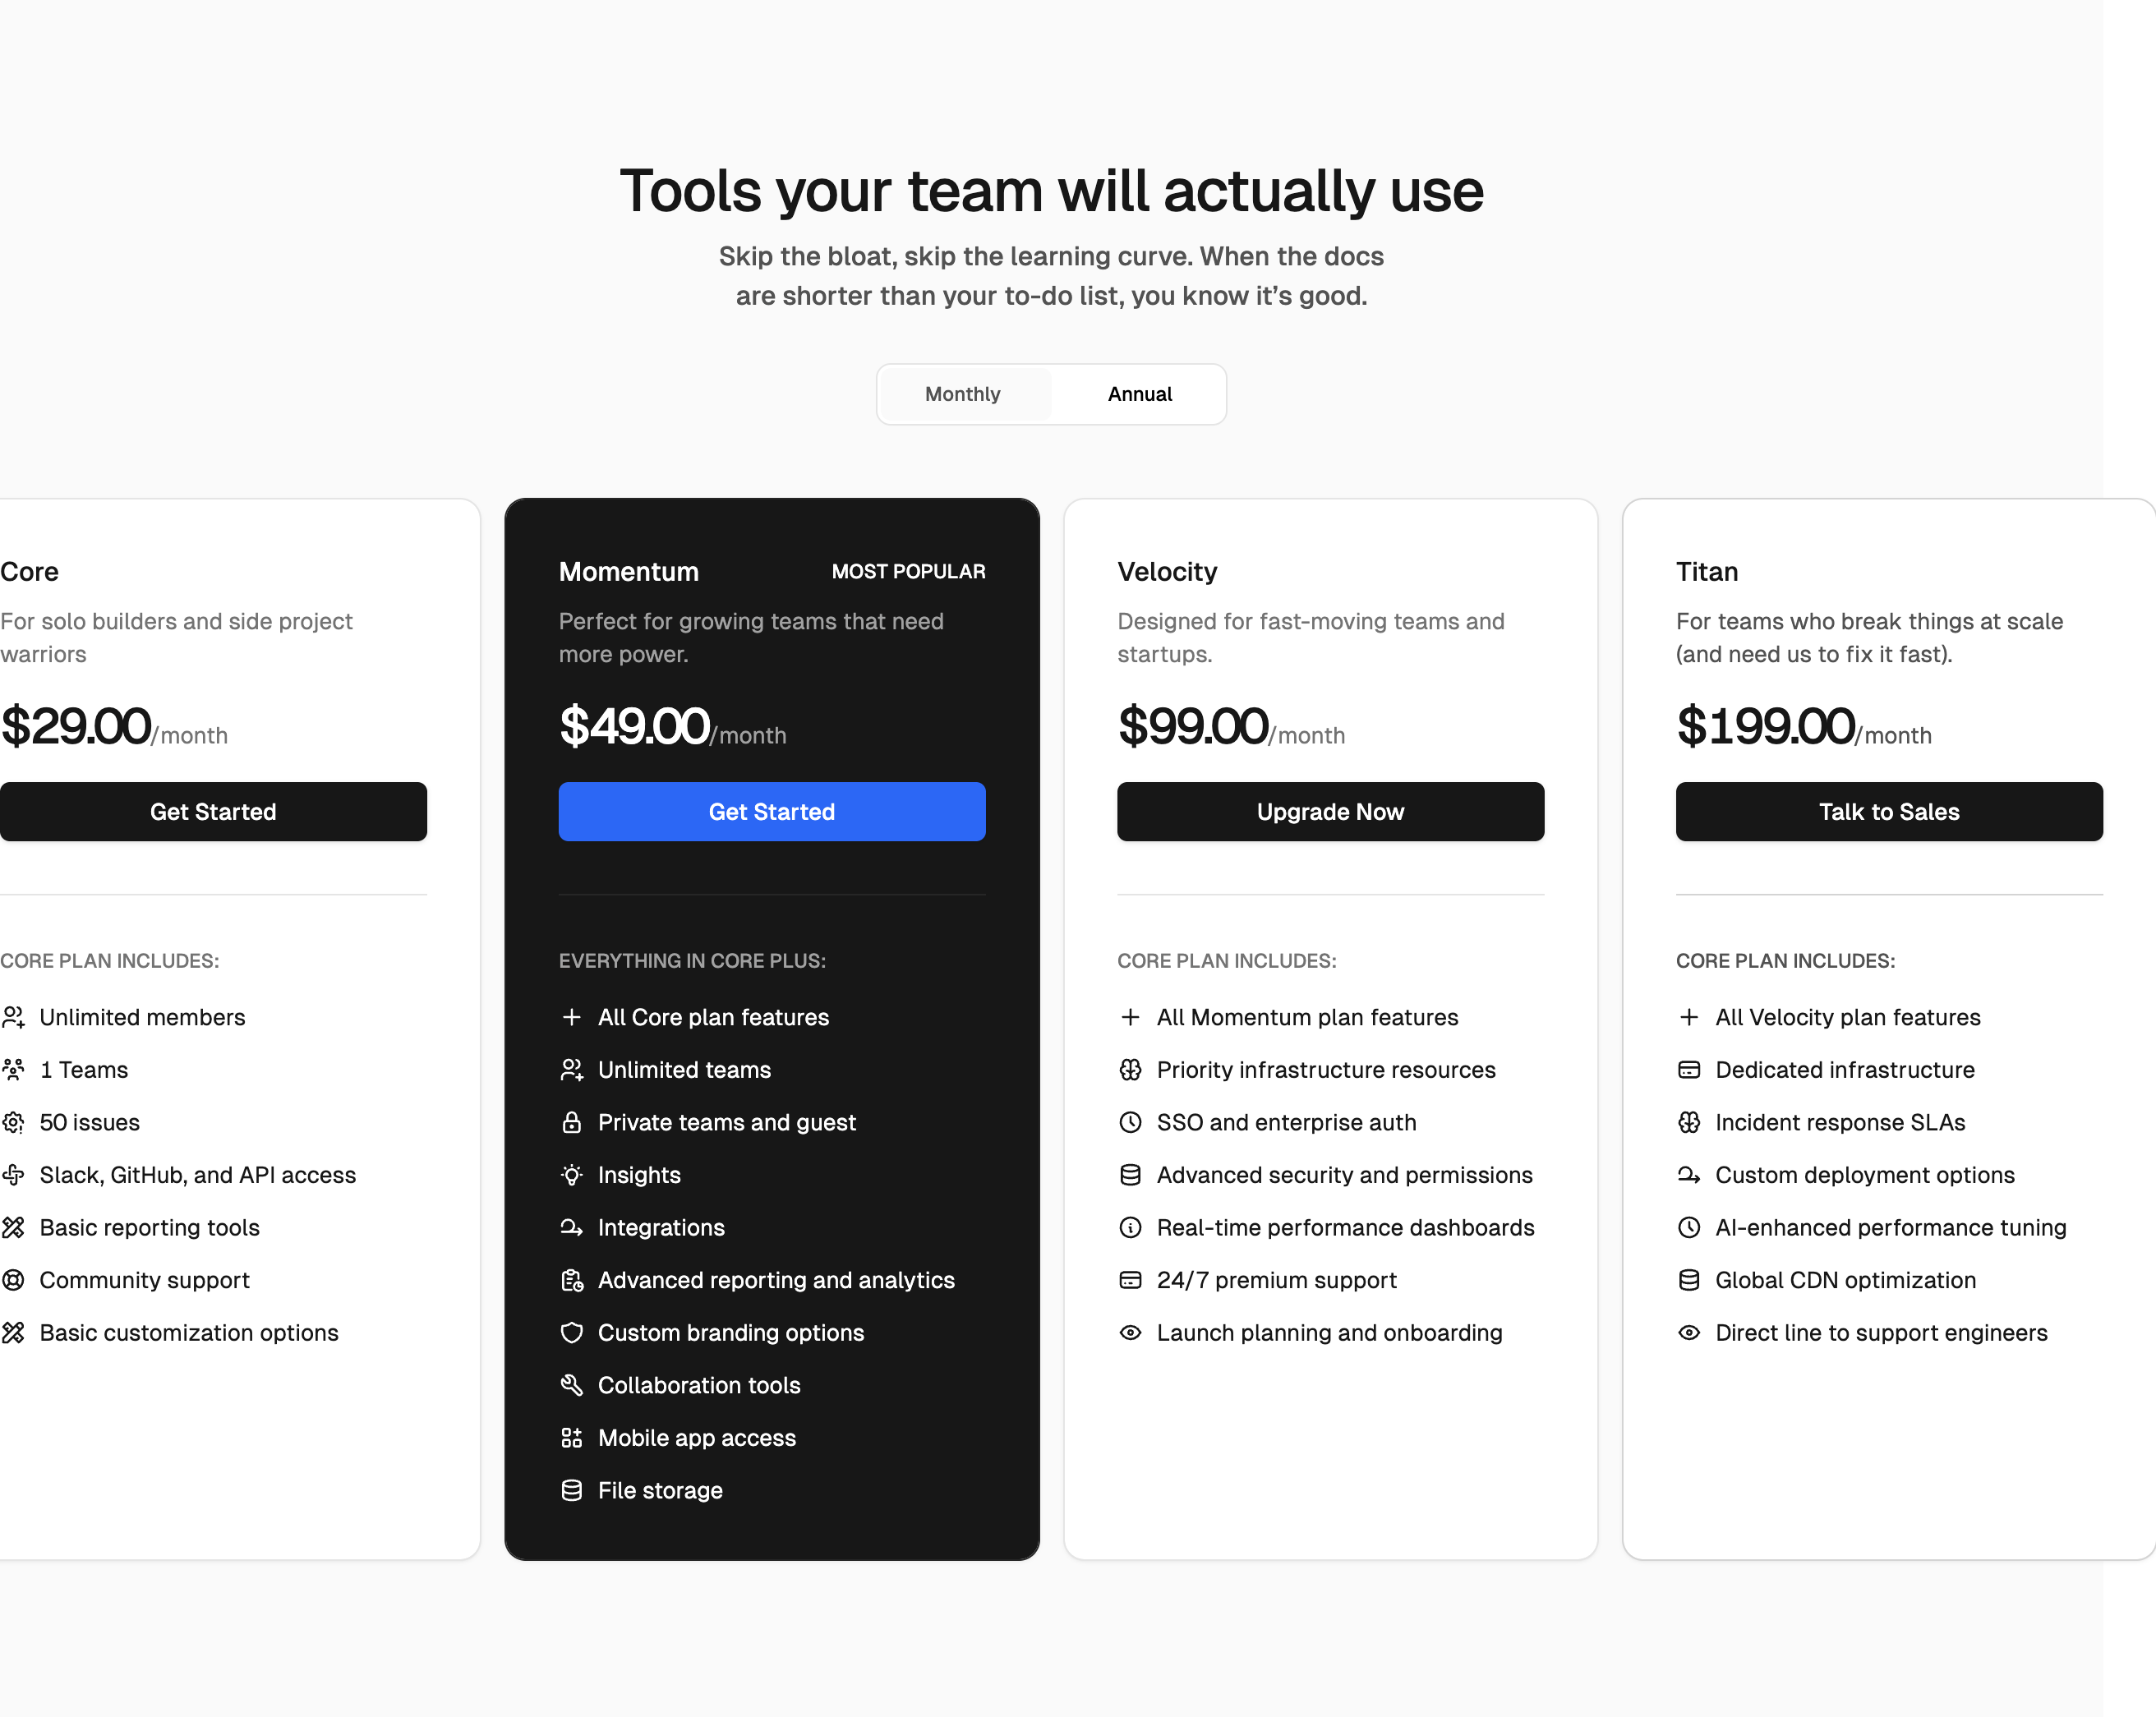 Tools your team will actually use
Skip the bloat, skip the learning curve. When the docs
are shorter than your to-do list, you know it’s good.
Monthly
Annual
Core
For solo builders and side project
warriors
$29.00/month
Get Started
CORE PLAN INCLUDES:
Unlimited members
1 Teams
50 issues
Slack, GitHub, and API access
Basic reporting tools
Community support
Basic customization options
Momentum
MOST POPULAR
Perfect for growing teams that need
more power.
$49.00/month
Get Started
EVERYTHING IN CORE PLUS:
All Core plan features
Unlimited teams
Private teams and guest
Insights
Integrations
Advanced reporting and analytics
Custom branding options
Collaboration tools
Mobile app access
File storage
Velocity
Designed for fast-moving teams and
startups.
$99.00/month
Upgrade Now
CORE PLAN INCLUDES:
All Momentum plan features
Priority infrastructure resources
SSO and enterprise auth
Advanced security and permissions
Real-time performance dashboards
24/7 premium support
Launch planning and onboarding
Titan
For teams who break things at scale
(and need us to fix it fast).
$199.00/month
Talk to Sales
CORE PLAN INCLUDES:
All Velocity plan features
Dedicated infrastructure
Incident response SLAs
Custom deployment options
AI-enhanced performance tuning
Global CDN optimization
Direct line to support engineers